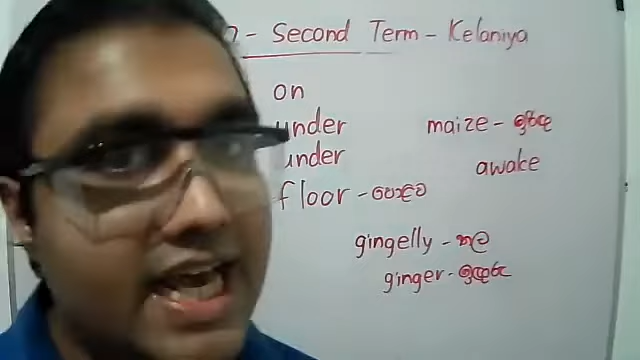 - Second Term - Kelaniya
on
under
under
floor - පොළව
maize - ඉරිඟු
awake
gingelly - තල
ginger - ඉඟුරු